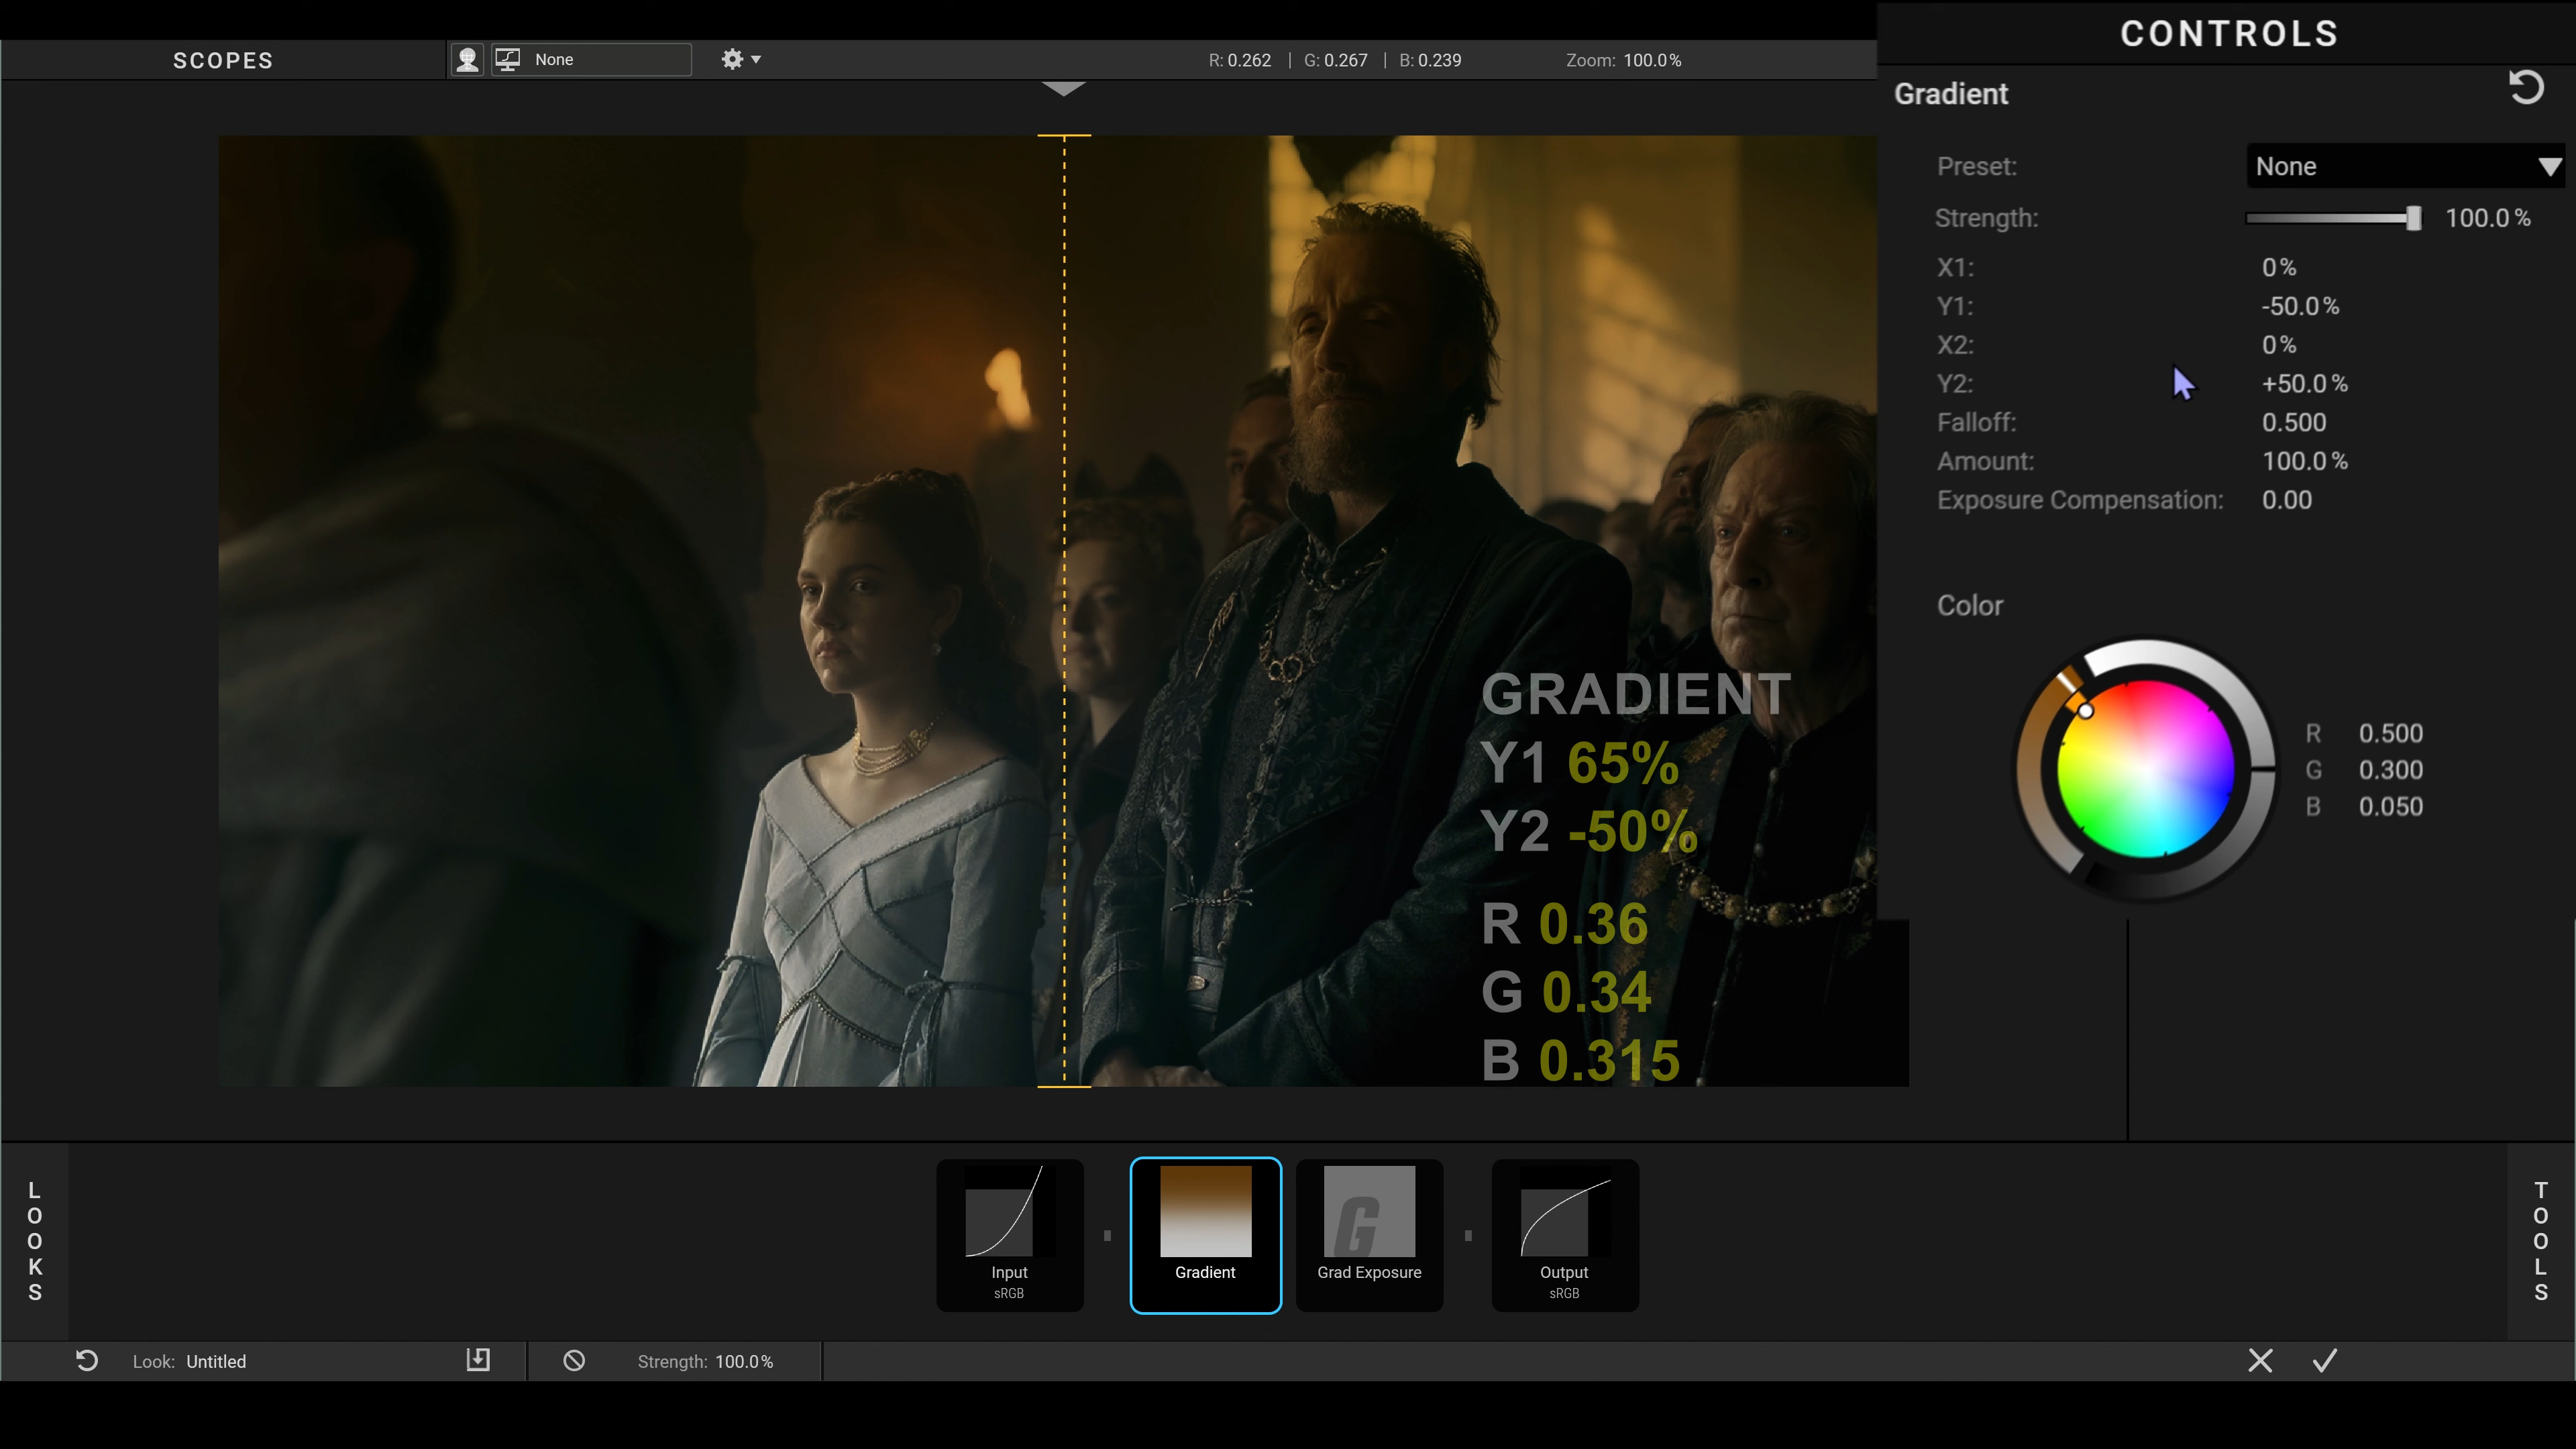 SCOPES
None
R: 0.262 | G: 0.267 | B: 0.239
Zoom: 100.0%
CONTROLS
Gradient
Preset: None
Strength: 100.0%
X1: 0%
Y1: -50.0%
X2: 0%
Y2: +50.0%
Falloff: 0.500
Amount: 100.0%
Exposure Compensation: 0.00
Color
R 0.500
G 0.300
B 0.050
GRADIENT
Y1 65%
Y2 -50%
R 0.36
G 0.34
B 0.315
LOOKS
Input
sRGB
Gradient
G
Grad Exposure
Output
sRGB
TOOLS
Look: Untitled
Strength: 100.0%